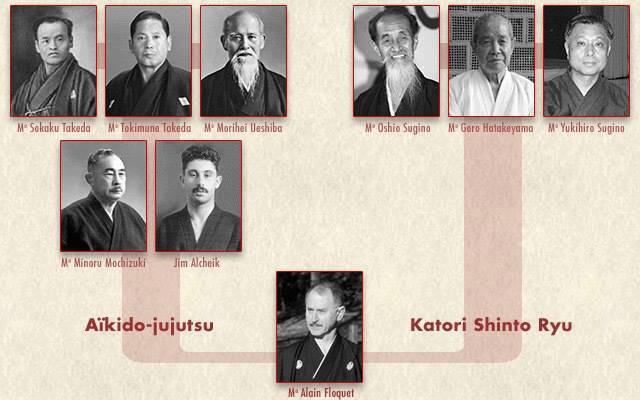 Mᵉ Sokaku Takeda
Mᵉ Tokimune Takeda
Mᵉ Morihei Ueshiba
Mᵉ Oshio Sugino
Mᵉ Goro Hatakeyama
Mᵉ Yukihiro Sugino
Mᵉ Minoru Mochizuki
Jim Alcheik
Aïkido-jujutsu
Katori Shinto Ryu
Mᵉ Alain Floquet